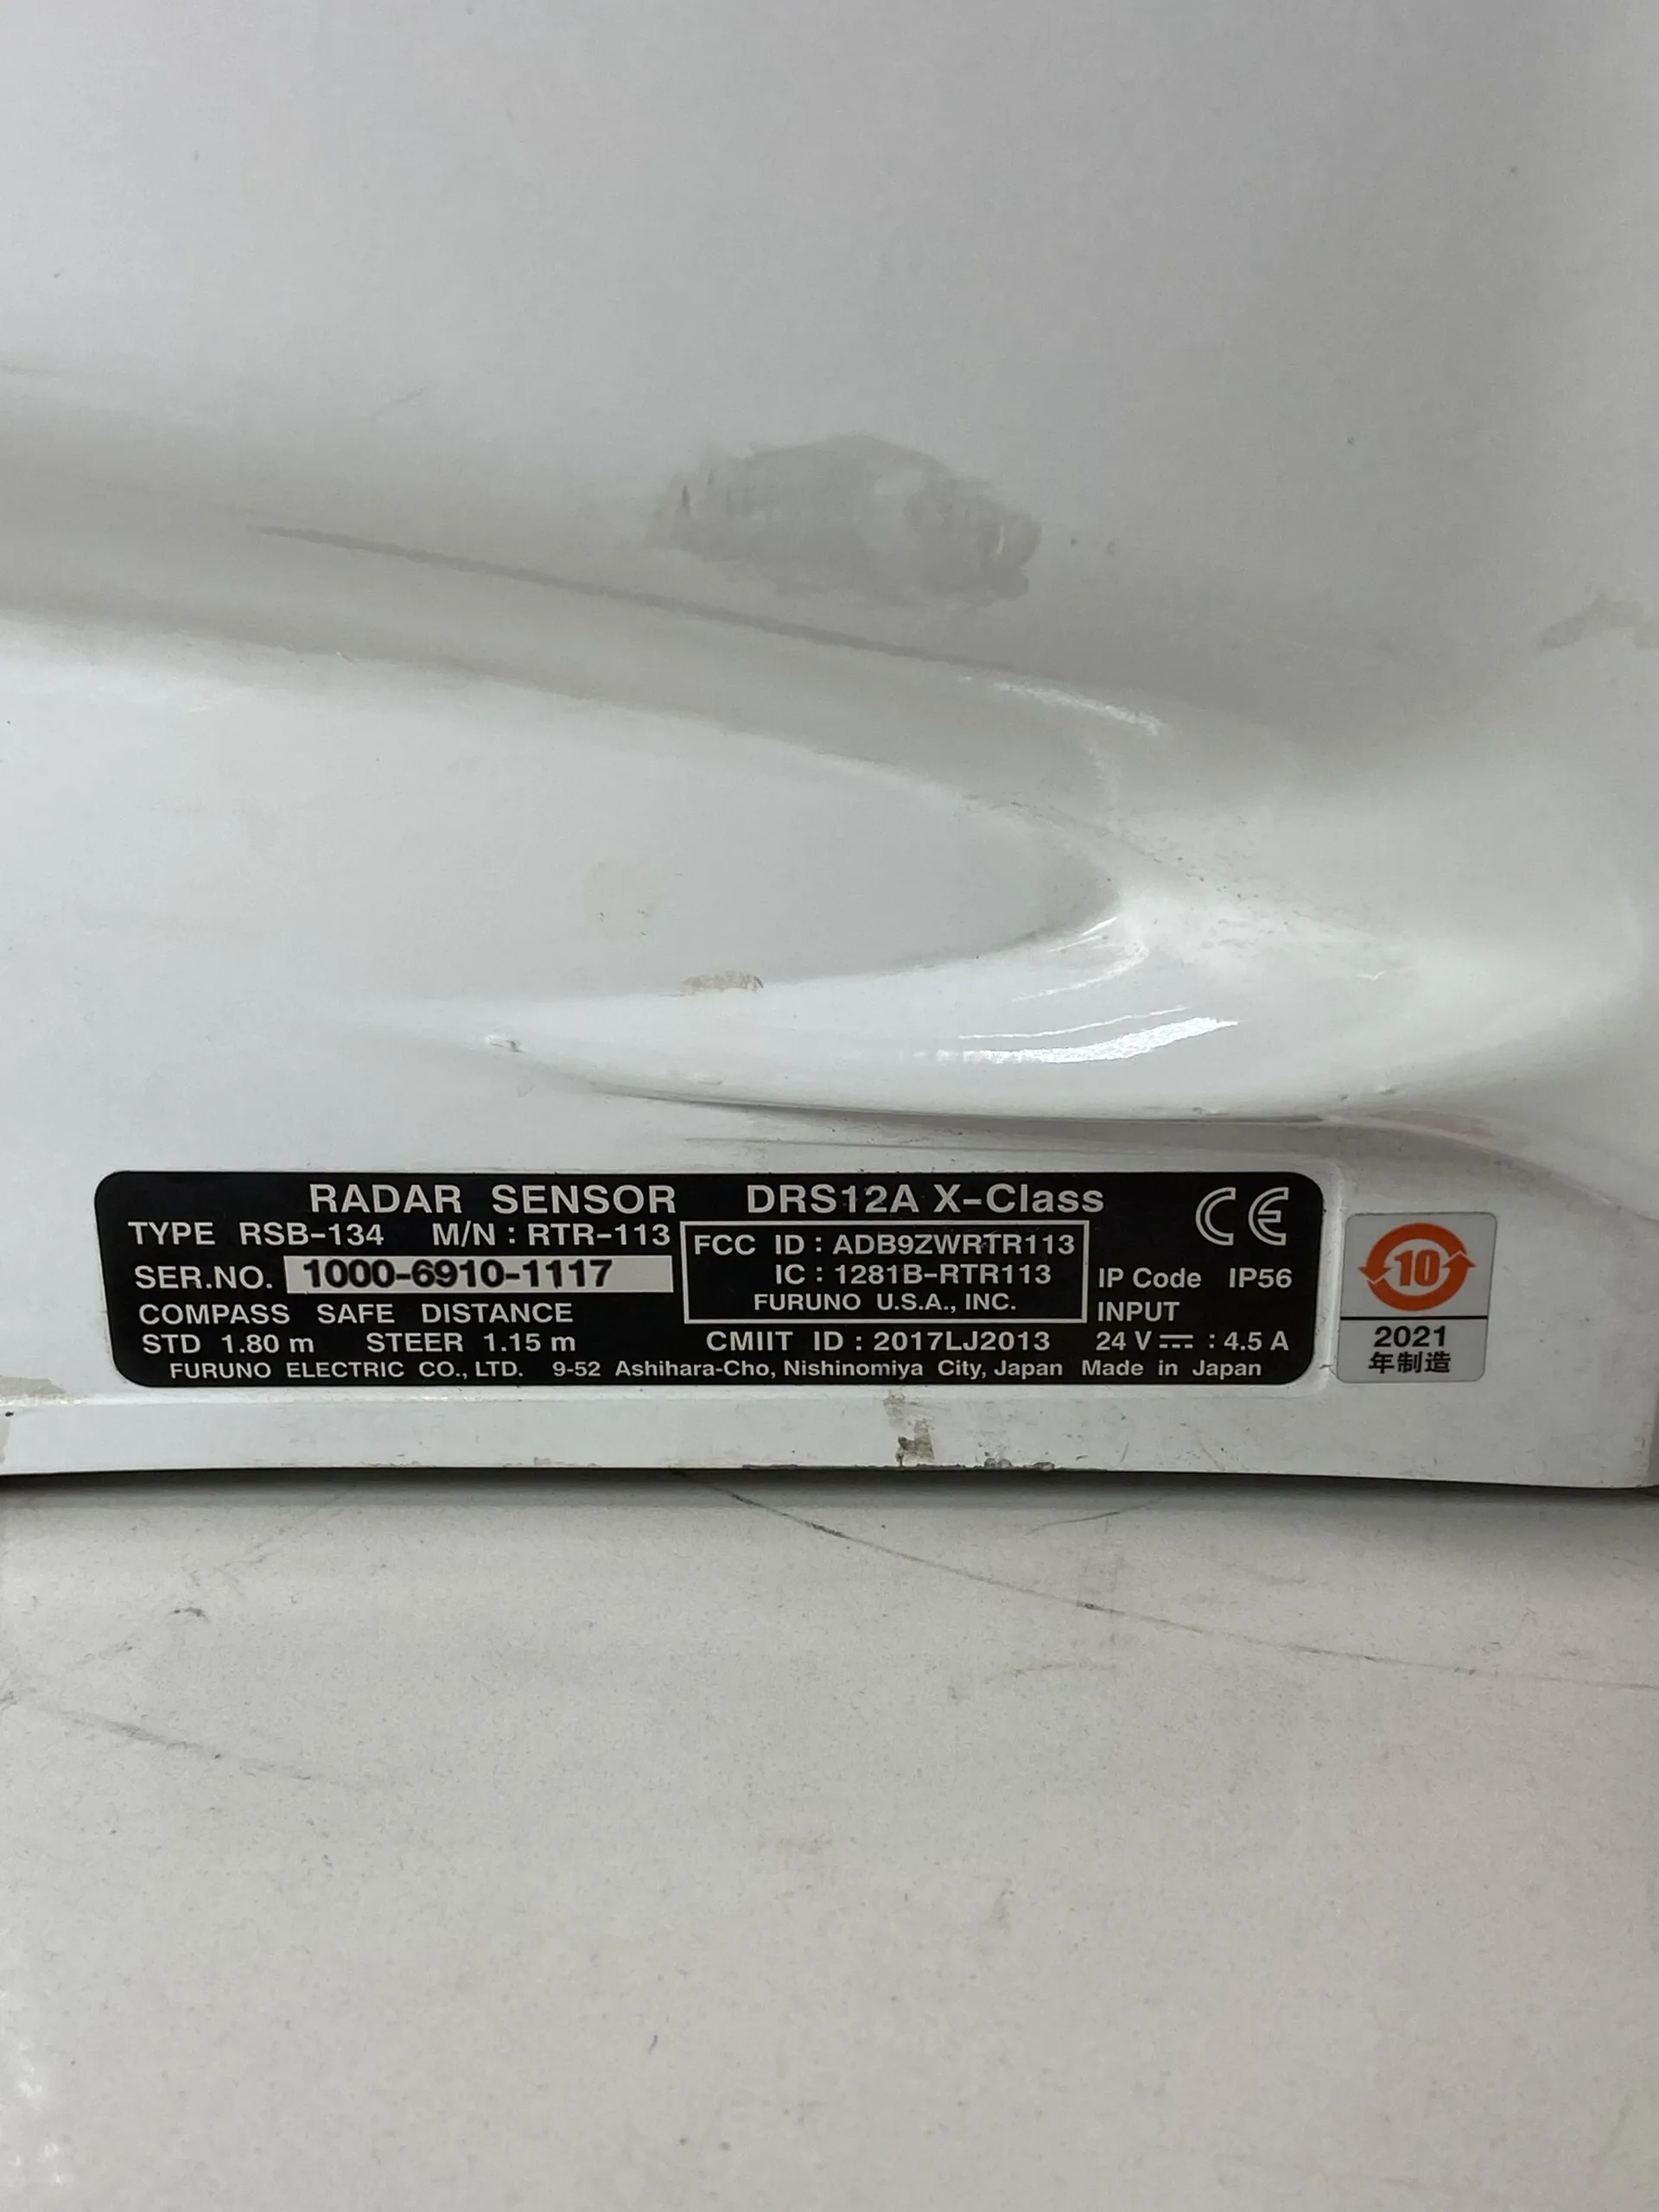 RADAR SENSOR DRS12A X-Class CE
TYPE RSB-134 M/N : RTR-113
SER.NO. 1000-6910-1117
COMPASS SAFE DISTANCE
STD 1.80 m STEER 1.15 m
FCC ID : ADB9ZWRTR113
IC : 1281B-RTR113
FURUNO U.S.A., INC.
CMIIT ID : 2017LJ2013
IP Code IP56
INPUT
24 V ⎓ : 4.5 A
FURUNO ELECTRIC CO., LTD. 9-52 Ashihara-Cho, Nishinomiya City, Japan Made in Japan
10
2021
年制造